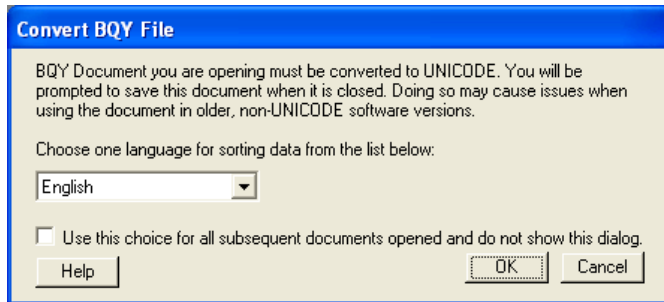 Convert BQY File
BQY Document you are opening must be converted to UNICODE. You will be
prompted to save this document when it is closed. Doing so may cause issues when
using the document in older, non-UNICODE software versions.
Choose one language for sorting data from the list below:
English
Use this choice for all subsequent documents opened and do not show this dialog.
Help OK Cancel